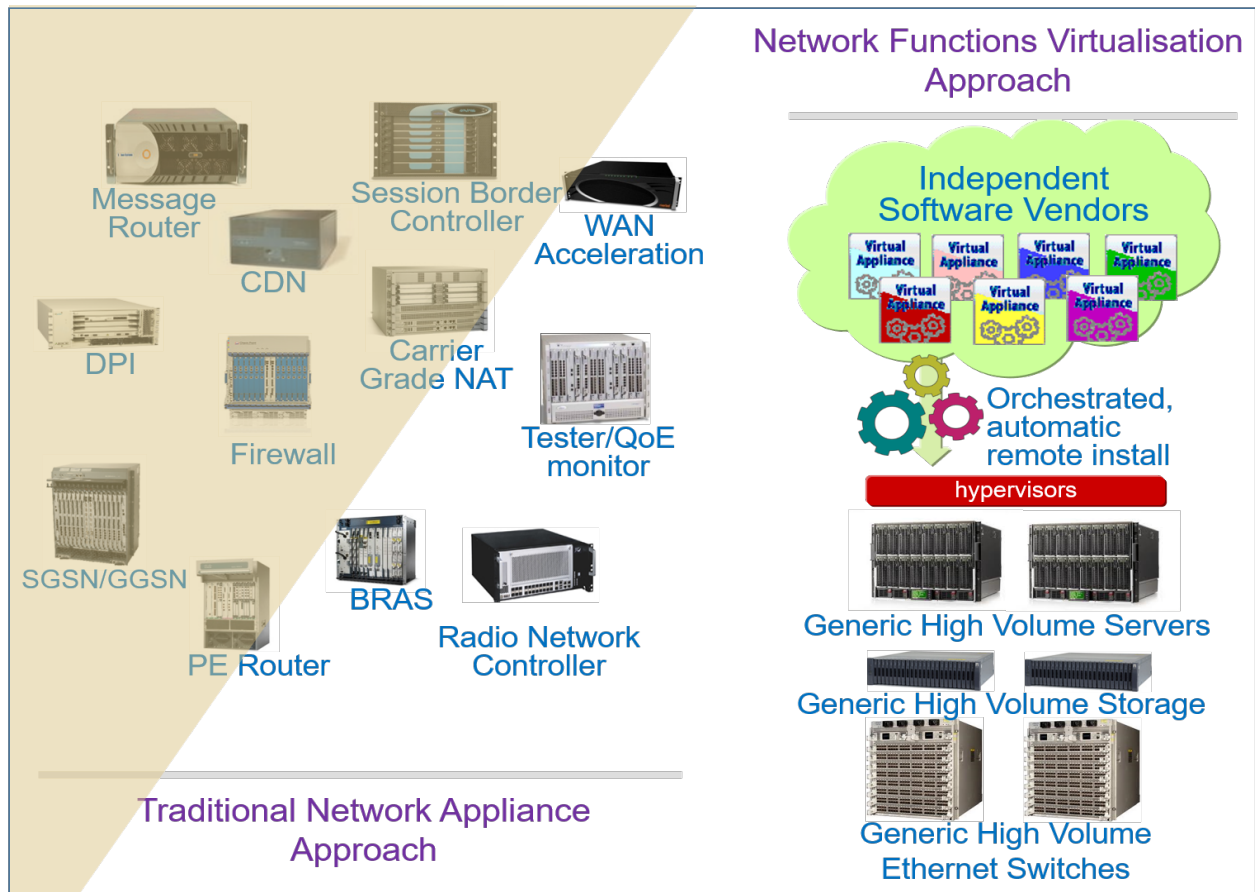 Network Functions Virtualisation
Approach
Message
Router
Session Border
Controller
WAN
Acceleration
CDN
DPI
Carrier
Grade NAT
Firewall
Tester/QoE
monitor
SGSN/GGSN
PE Router
BRAS
Radio Network
Controller
Traditional Network Appliance
Approach
Independent
Software Vendors
Virtual
Appliance
Virtual
Appliance
Virtual
Appliance
Virtual
Appliance
Virtual
Appliance
Virtual
Appliance
Virtual
Appliance
Orchestrated,
automatic
remote install
hypervisors
Generic High Volume Servers
Generic High Volume Storage
Generic High Volume
Ethernet Switches